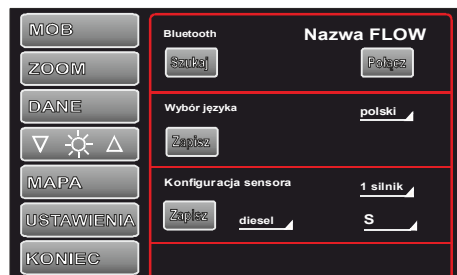 MOB
ZOOM
DANE
MAPA
USTAWIENIA
KONIEC
Bluetooth
Nazwa FLOW
Szukaj
Połącz
Wybór języka
polski
Zapisz
Konfiguracja sensora
1 silnik
Zapisz
diesel
S